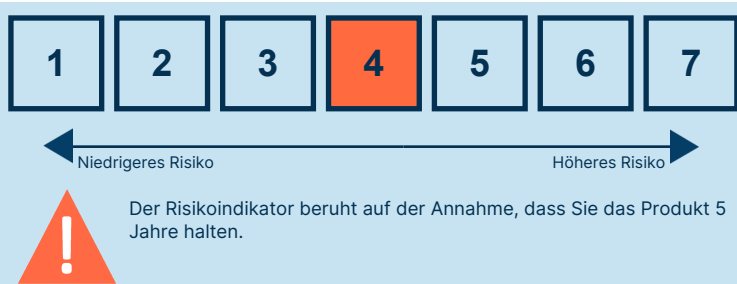 1 2 3 4 5 6 7
Niedrigeres Risiko Höheres Risiko
Der Risikoindikator beruht auf der Annahme, dass Sie das Produkt 5
Jahre halten.
!